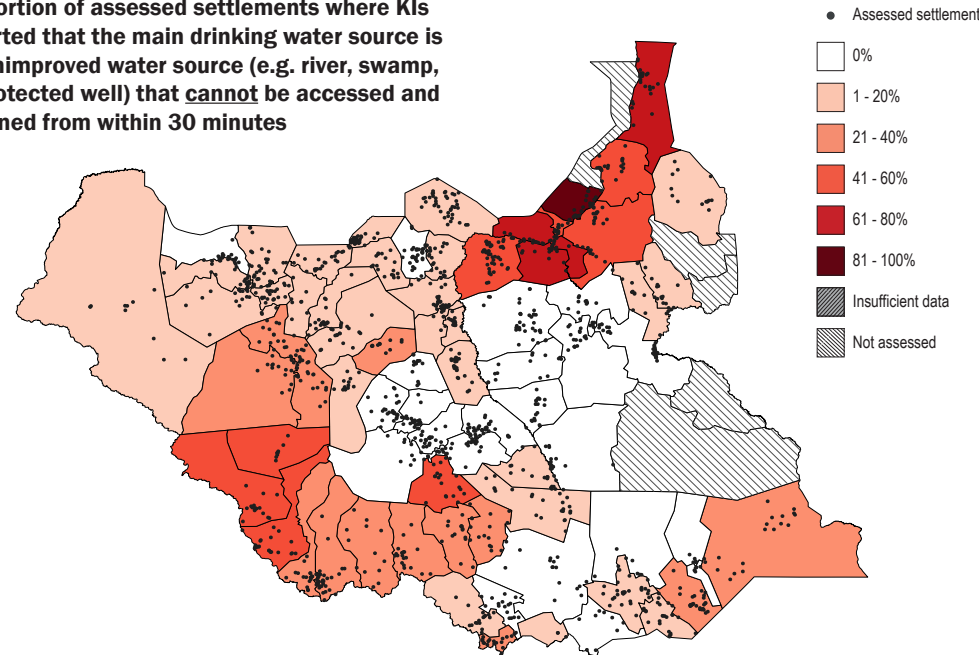 ortion of assessed settlements where KIs
rted that the main drinking water source is
nimproved water source (e.g. river, swamp,
otected well) that cannot be accessed and
ned from within 30 minutes
Assessed settlement
0%
1 - 20%
21 - 40%
41 - 60%
61 - 80%
81 - 100%
Insufficient data
Not assessed